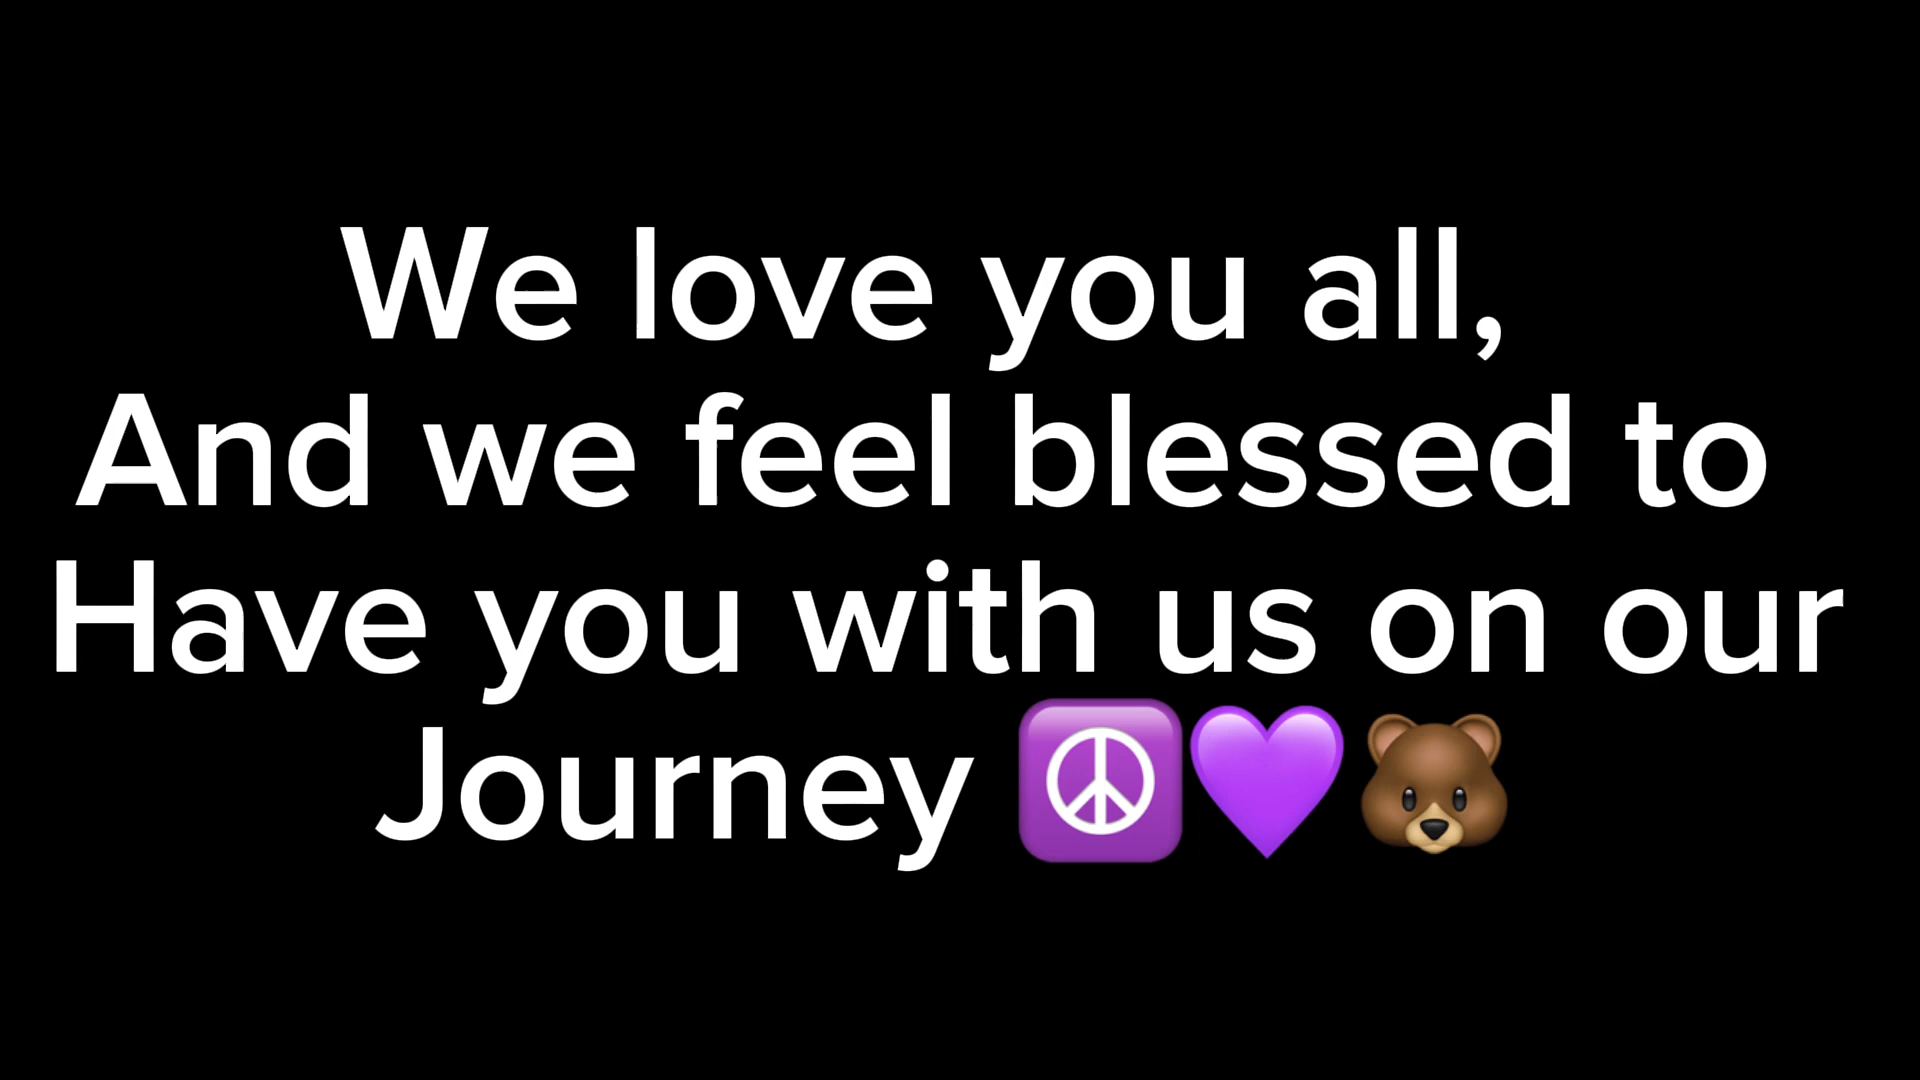 We love you all,
And we feel blessed to
Have you with us on our
Journey ☮️💜🐻